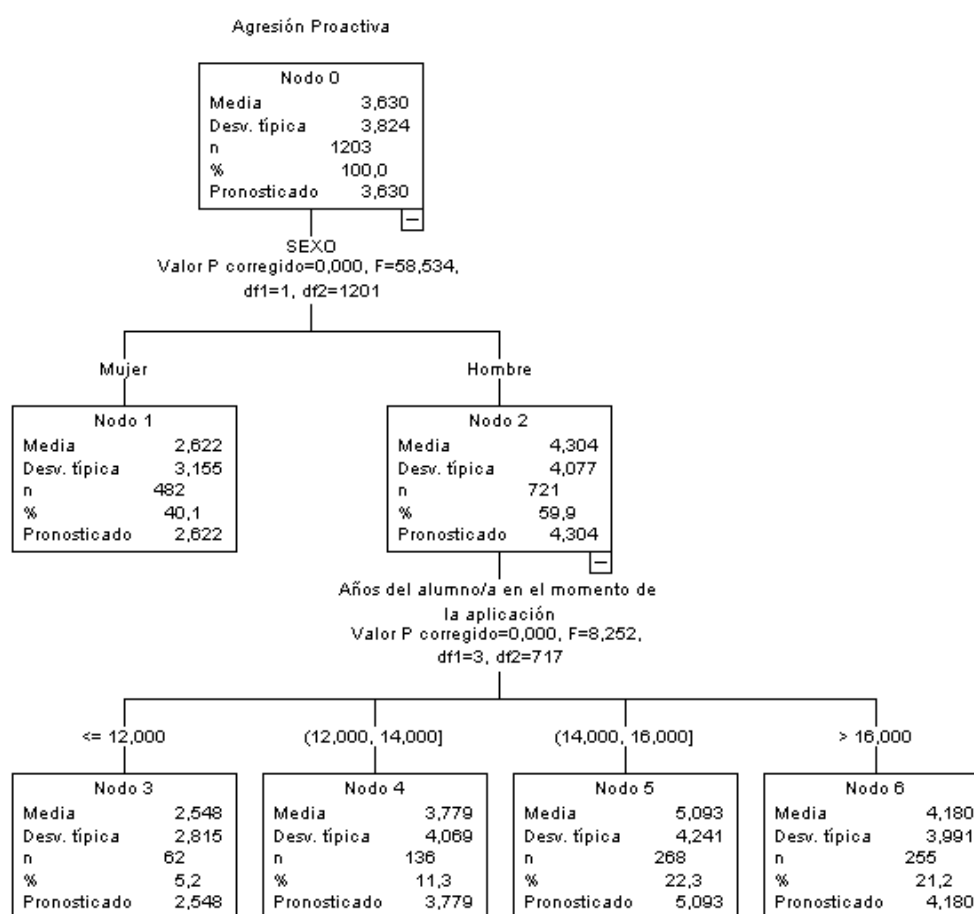 Agresión Proactiva
Nodo 0
Media 3,630
Desv. típica 3,824
n 1203
% 100,0
Pronosticado 3,630
SEXO
Valor P corregido=0,000, F=58,534,
df1=1, df2=1201
Mujer
Hombre
Nodo 1
Media 2,622
Desv. típica 3,155
n 482
% 40,1
Pronosticado 2,622
Nodo 2
Media 4,304
Desv. típica 4,077
n 721
% 59,9
Pronosticado 4,304
Años del alumno/a en el momento de
la aplicación
Valor P corregido=0,000, F=8,252,
df1=3, df2=717
<= 12,000
(12,000, 14,000]
(14,000, 16,000]
> 16,000
Nodo 3
Media 2,548
Desv. típica 2,815
n 62
% 5,2
Pronosticado 2,548
Nodo 4
Media 3,779
Desv. típica 4,069
n 136
% 11,3
Pronosticado 3,779
Nodo 5
Media 5,093
Desv. típica 4,241
n 268
% 22,3
Pronosticado 5,093
Nodo 6
Media 4,180
Desv. típica 3,991
n 255
% 21,2
Pronosticado 4,180